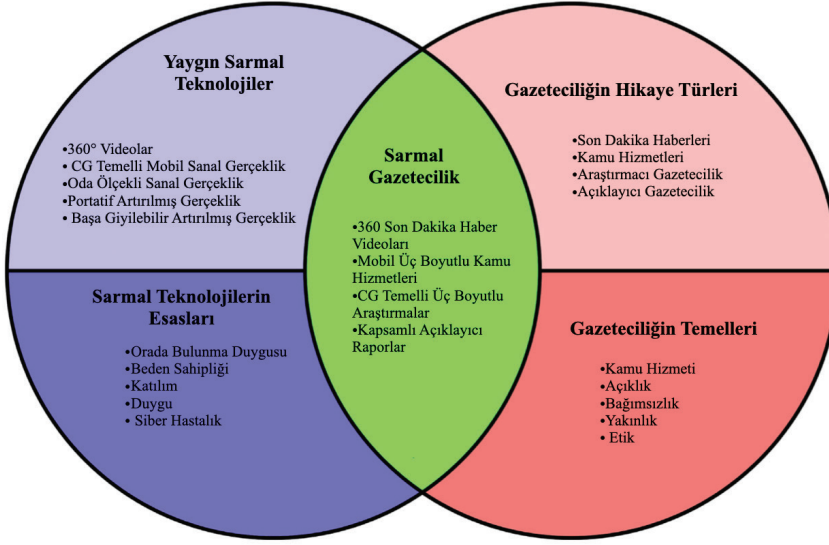 Yaygın Sarmal
Teknolojiler
•360° Videolar
• CG Temelli Mobil Sanal Gerçeklik
•Oda Ölçekli Sanal Gerçeklik
•Portatif Artırılmış Gerçeklik
• Başa Giyilebilir Artırılmış Gerçeklik
Sarmal Teknolojilerin
Esasları
•Orada Bulunma Duygusu
•Beden Sahipliği
•Katılım
•Duygu
• Siber Hastalık
Sarmal
Gazetecilik
•360 Son Dakika Haber
Videoları
•Mobil Üç Boyutlu Kamu
Hizmetleri
•CG Temelli Üç Boyutlu
Araştırmalar
•Kapsamlı Açıklayıcı
Raporlar
Gazeteciliğin Hikaye Türleri
•Son Dakika Haberleri
•Kamu Hizmetleri
•Araştırmacı Gazetecilik
•Açıklayıcı Gazetecilik
Gazeteciliğin Temelleri
•Kamu Hizmeti
•Açıklık
•Bağımsızlık
•Yakınlık
• Etik